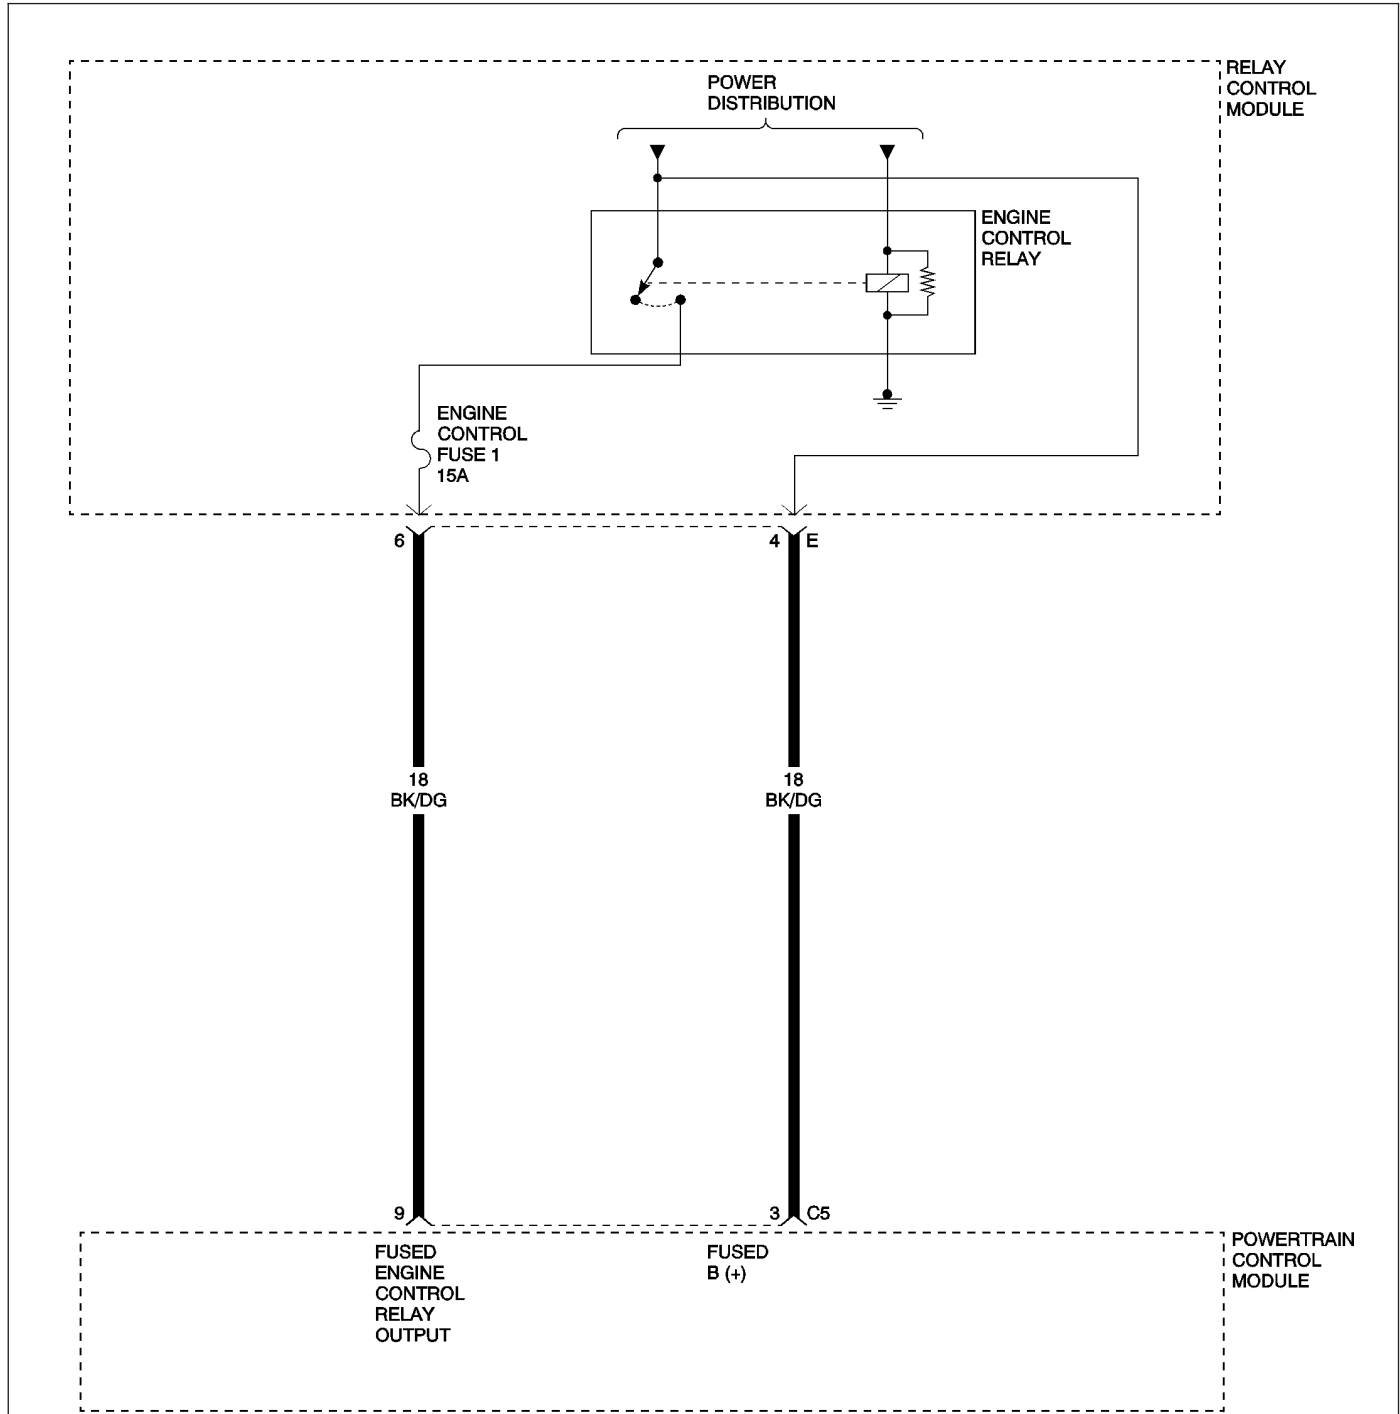 RELAY
CONTROL
MODULE
POWER
DISTRIBUTION
ENGINE
CONTROL
RELAY
ENGINE
CONTROL
FUSE 1
15A
6
4 E
18
BK/DG
18
BK/DG
9
3 C5
FUSED
ENGINE
CONTROL
RELAY
OUTPUT
FUSED
B (+)
POWERTRAIN
CONTROL
MODULE